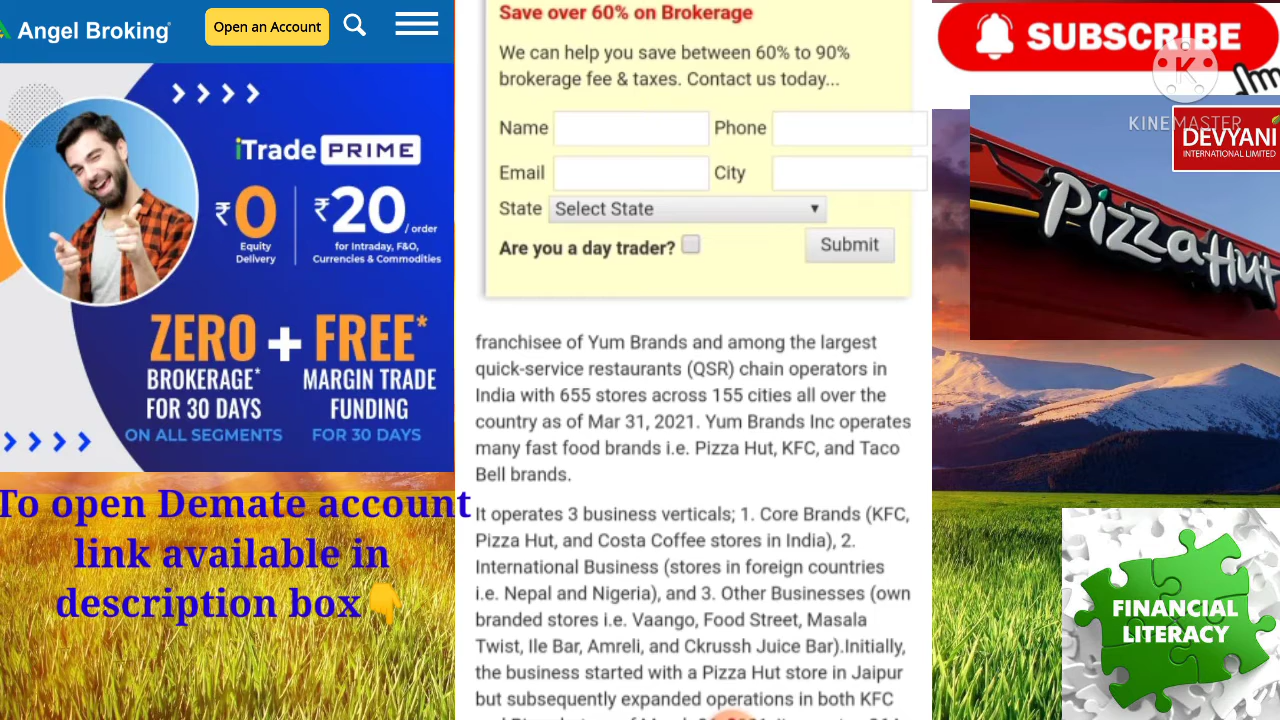 Angel Broking
Open an Account
iTrade PRIME
₹0
Equity
Delivery
₹20 / order
for Intraday, F&O,
Currencies & Commodities
ZERO + FREE*
BROKERAGE* MARGIN TRADE
FOR 30 DAYS FUNDING
ON ALL SEGMENTS FOR 30 DAYS
To open Demate account
link available in
description box👇
Save over 60% on Brokerage
We can help you save between 60% to 90%
brokerage fee & taxes. Contact us today...
Name Phone
Email City
State Select State
Are you a day trader? Submit
franchisee of Yum Brands and among the largest
quick-service restaurants (QSR) chain operators in
India with 655 stores across 155 cities all over the
country as of Mar 31, 2021. Yum Brands Inc operates
many fast food brands i.e. Pizza Hut, KFC, and Taco
Bell brands.
It operates 3 business verticals; 1. Core Brands (KFC,
Pizza Hut, and Costa Coffee stores in India), 2.
International Business (stores in foreign countries
i.e. Nepal and Nigeria), and 3. Other Businesses (own
branded stores i.e. Vaango, Food Street, Masala
Twist, Ile Bar, Amreli, and Ckrussh Juice Bar).Initially,
the business started with a Pizza Hut store in Jaipur
but subsequently expanded operations in both KFC
SUBSCRIBE
K
KINEMASTER
DEVYANI
INTERNATIONAL LIMITED
Pizza Hut
FINANCIAL
LITERACY